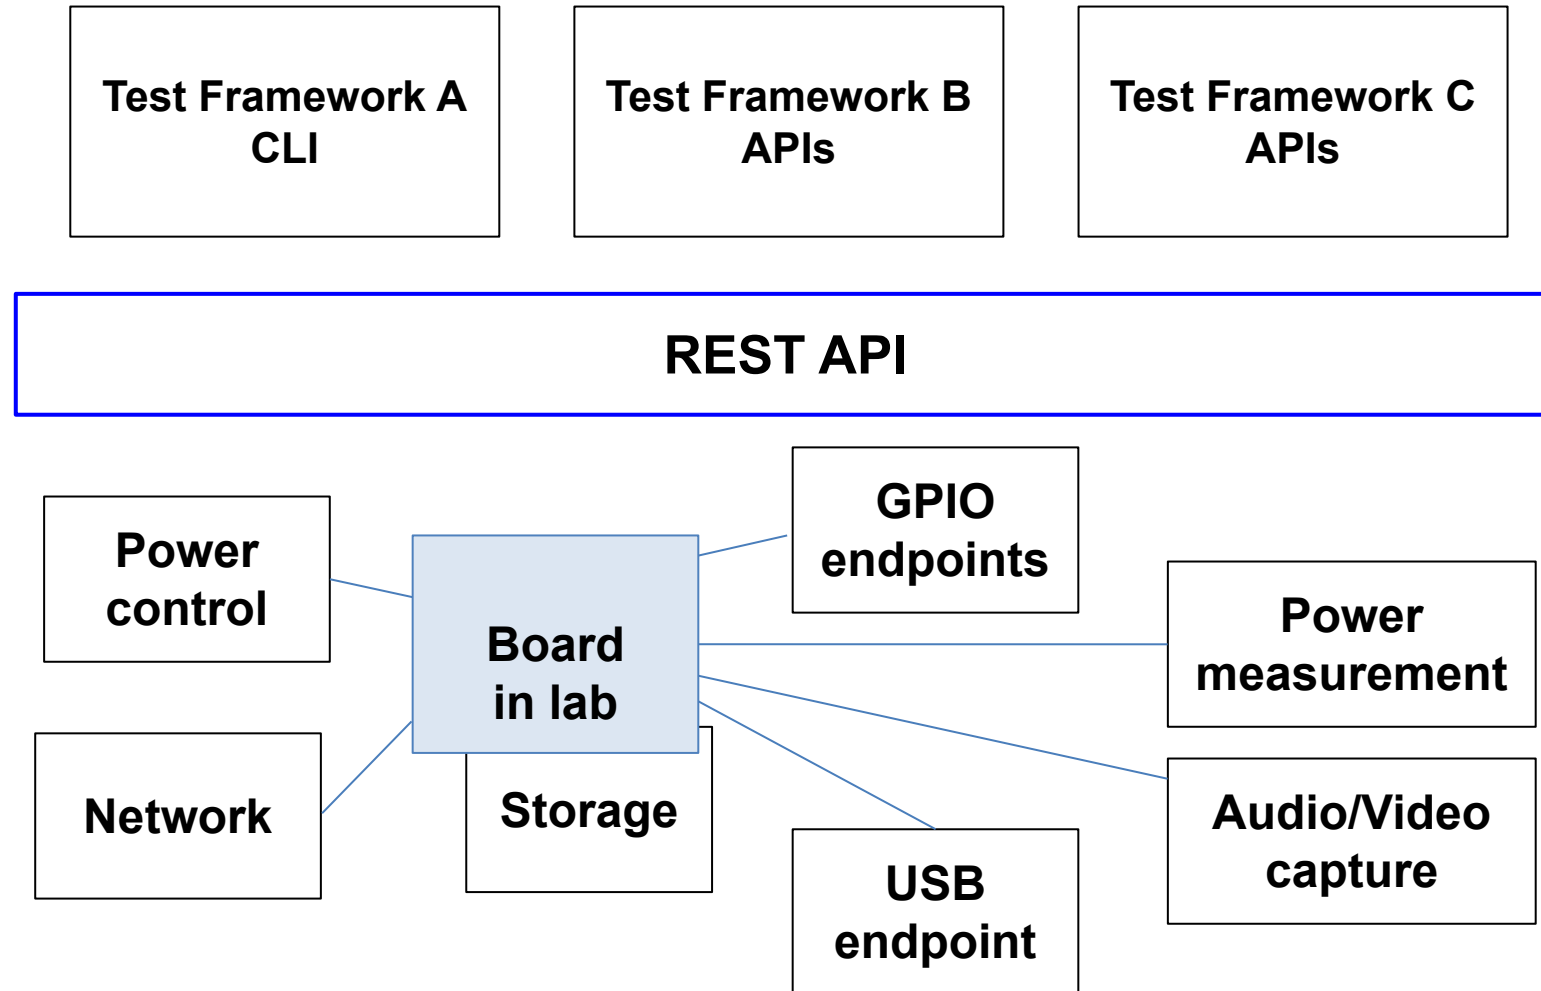 Test Framework A
CLI
Test Framework B
APIs
Test Framework C
APIs
REST API
GPIO
endpoints
Power
control
Board
in lab
Power
measurement
Network
Storage
Audio/Video
capture
USB
endpoint